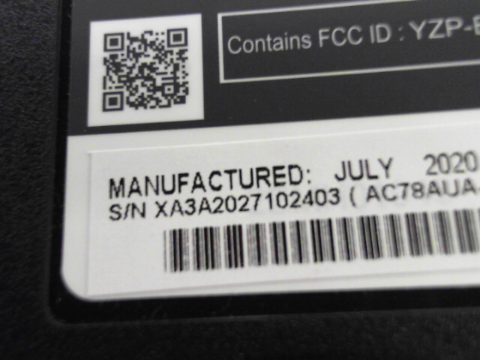 Contains FCC ID : YZP-
MANUFACTURED: JULY 2020
S/N XA3A2027102403 ( AC78AUA